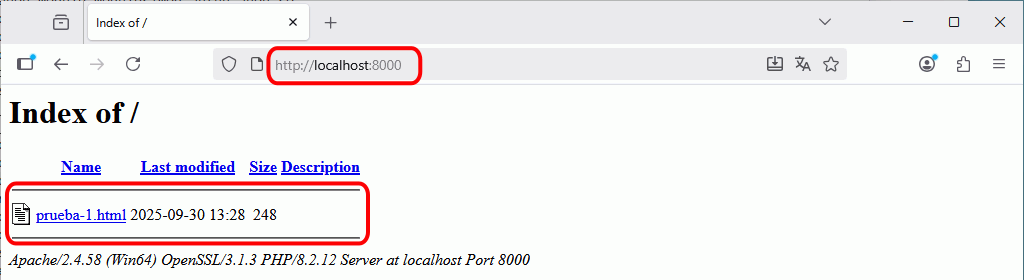 Index of /
http://localhost:8000
Index of /
Name Last modified Size Description
prueba-1.html 2025-09-30 13:28 248
Apache/2.4.58 (Win64) OpenSSL/3.1.3 PHP/8.2.12 Server at localhost Port 8000